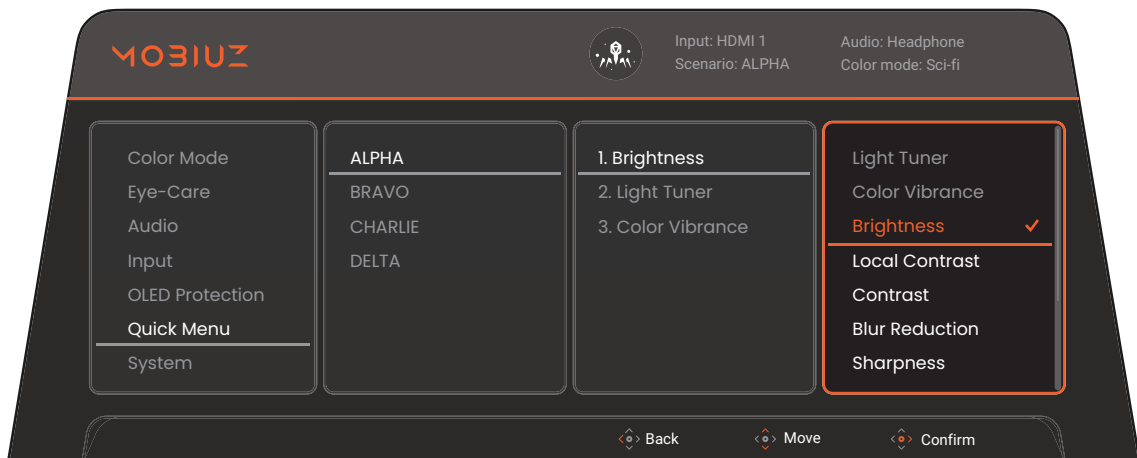 MOBIUZ
Input: HDMI 1
Scenario: ALPHA
Audio: Headphone
Color mode: Sci-fi
Color Mode
Eye-Care
Audio
Input
OLED Protection
Quick Menu
System
ALPHA
BRAVO
CHARLIE
DELTA
1. Brightness
2. Light Tuner
3. Color Vibrance
Light Tuner
Color Vibrance
Brightness
Local Contrast
Contrast
Blur Reduction
Sharpness
Back
Move
Confirm